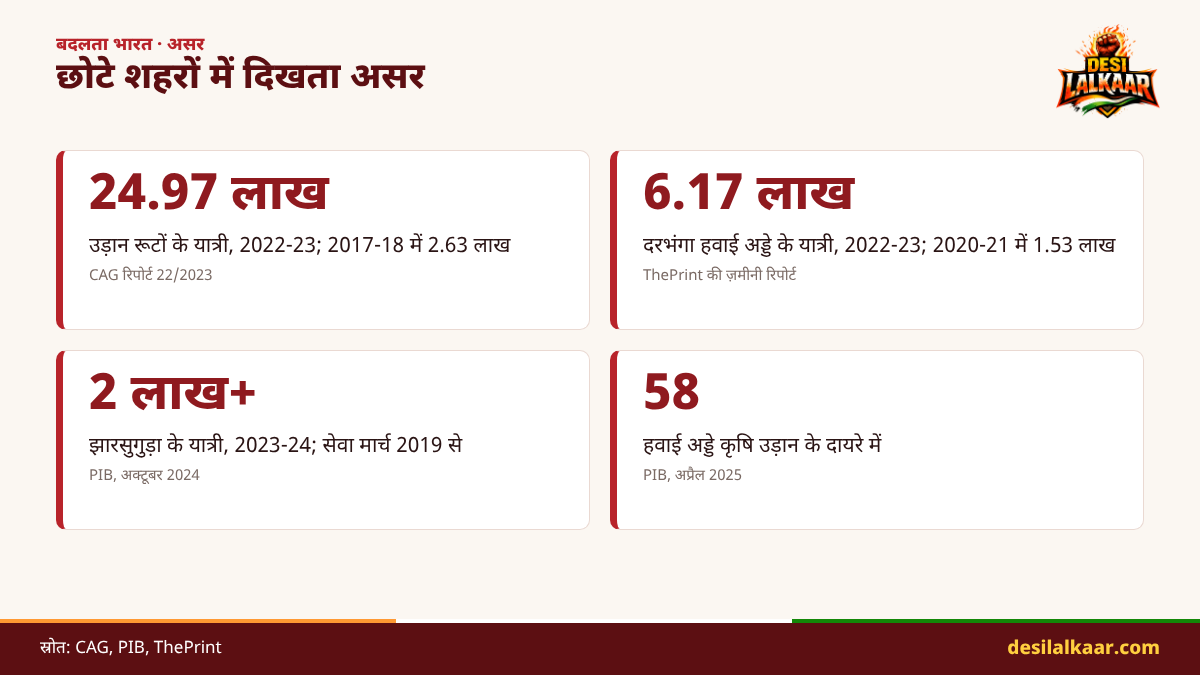 बदलता भारत · असर
छोटे शहरों में दिखता असर
DESI
LALKAAR
24.97 लाख
उड़ान रूटों के यात्री, 2022-23; 2017-18 में 2.63 लाख
CAG रिपोर्ट 22/2023
6.17 लाख
दरभंगा हवाई अड्डे के यात्री, 2022-23; 2020-21 में 1.53 लाख
ThePrint की ज़मीनी रिपोर्ट
2 लाख+
झारसुगुड़ा के यात्री, 2023-24; सेवा मार्च 2019 से
PIB, अक्टूबर 2024
58
हवाई अड्डे कृषि उड़ान के दायरे में
PIB, अप्रैल 2025
स्रोत: CAG, PIB, ThePrint
desilalkaar.com